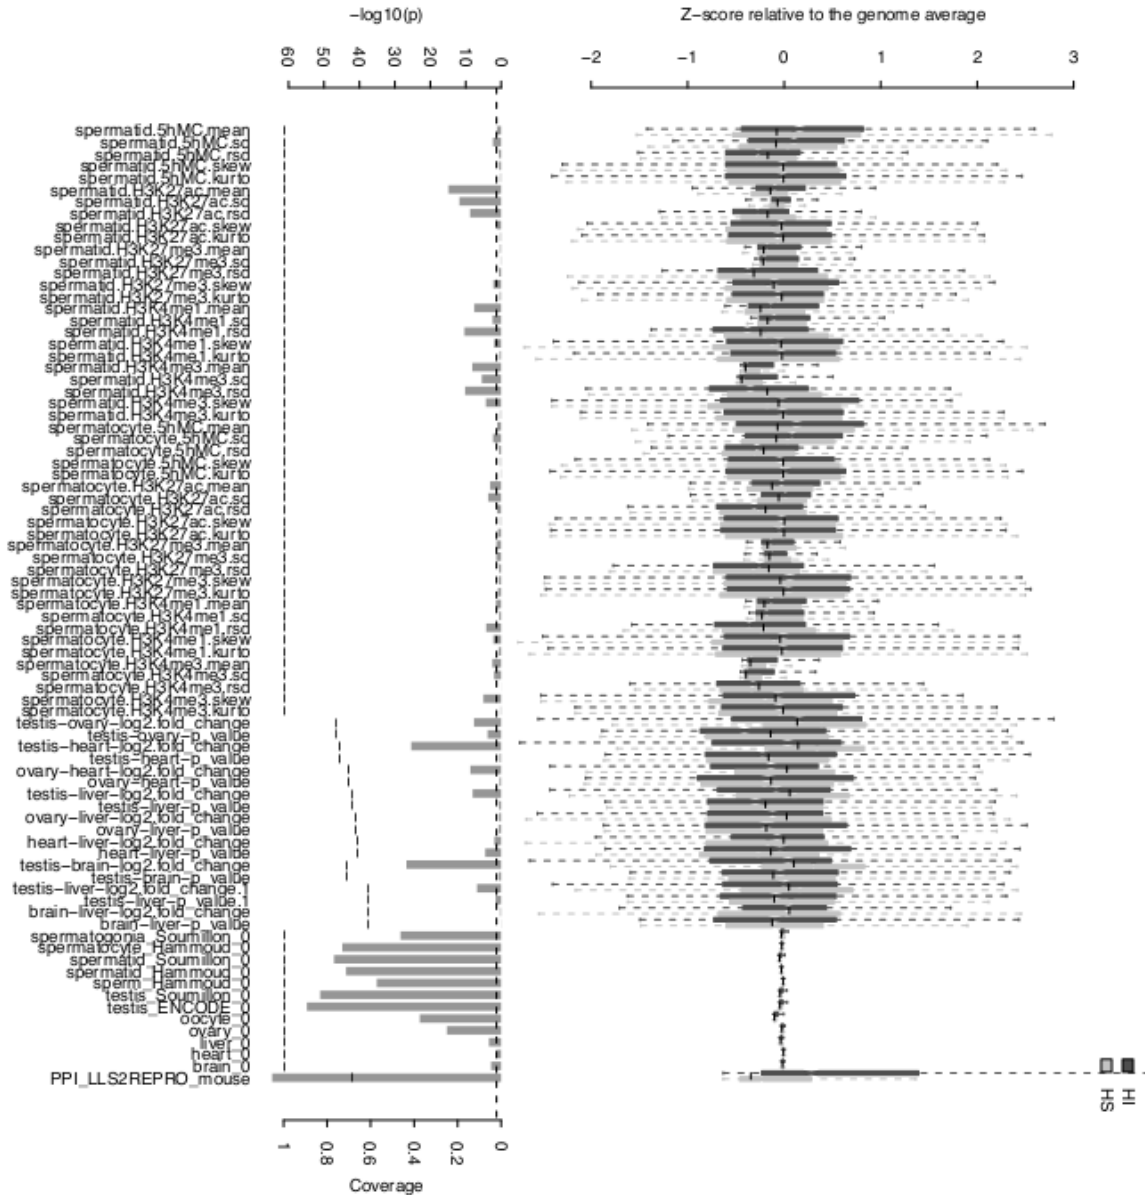 −log10(p)
Z−score relative to the genome average
60 50 40 30 20 10 0
−2 −1 0 1 2 3
spermatid.5hMC.mean
spermatid.5hMC.sd
spermatid.5hMC.rsd
spermatid.5hMC.skew
spermatid.5hMC.kurto
spermatid.H3K27ac.mean
spermatid.H3K27ac.sd
spermatid.H3K27ac.rsd
spermatid.H3K27ac.skew
spermatid.H3K27ac.kurto
spermatid.H3K27me3.mean
spermatid.H3K27me3.sd
spermatid.H3K27me3.rsd
spermatid.H3K27me3.skew
spermatid.H3K27me3.kurto
spermatid.H3K4me1.mean
spermatid.H3K4me1.sd
spermatid.H3K4me1.rsd
spermatid.H3K4me1.skew
spermatid.H3K4me1.kurto
spermatid.H3K4me3.mean
spermatid.H3K4me3.sd
spermatid.H3K4me3.rsd
spermatid.H3K4me3.skew
spermatid.H3K4me3.kurto
spermatocyte.5hMC.mean
spermatocyte.5hMC.sd
spermatocyte.5hMC.rsd
spermatocyte.5hMC.skew
spermatocyte.5hMC.kurto
spermatocyte.H3K27ac.mean
spermatocyte.H3K27ac.sd
spermatocyte.H3K27ac.rsd
spermatocyte.H3K27ac.skew
spermatocyte.H3K27ac.kurto
spermatocyte.H3K27me3.mean
spermatocyte.H3K27me3.sd
spermatocyte.H3K27me3.rsd
spermatocyte.H3K27me3.skew
spermatocyte.H3K27me3.kurto
spermatocyte.H3K4me1.mean
spermatocyte.H3K4me1.sd
spermatocyte.H3K4me1.rsd
spermatocyte.H3K4me1.skew
spermatocyte.H3K4me1.kurto
spermatocyte.H3K4me3.mean
spermatocyte.H3K4me3.sd
spermatocyte.H3K4me3.rsd
spermatocyte.H3K4me3.skew
spermatocyte.H3K4me3.kurto
testis−ovary−log2.fold_change
testis−ovary−p_value
testis−heart−log2.fold_change
testis−heart−p_value
ovary−heart−log2.fold_change
ovary−heart−p_value
testis−liver−log2.fold_change
testis−liver−p_value
ovary−liver−log2.fold_change
ovary−liver−p_value
heart−liver−log2.fold_change
heart−liver−p_value
testis−brain−log2.fold_change
testis−brain−p_value
testis−liver−log2.fold_change.1
testis−liver−p_value.1
brain−liver−log2.fold_change
brain−liver−p_value
spermatogonia_Soumillon_0
spermatocyte_Hammoud_0
spermatid_Soumillon_0
spermatid_Hammoud_0
sperm_Hammoud_0
testis_Soumillon_0
testis_ENCODE_0
oocyte_0
ovary_0
liver_0
heart_0
brain_0
PPI_LLS2REPRO_mouse
HI
HS
1 0.8 0.6 0.4 0.2 0
Coverage